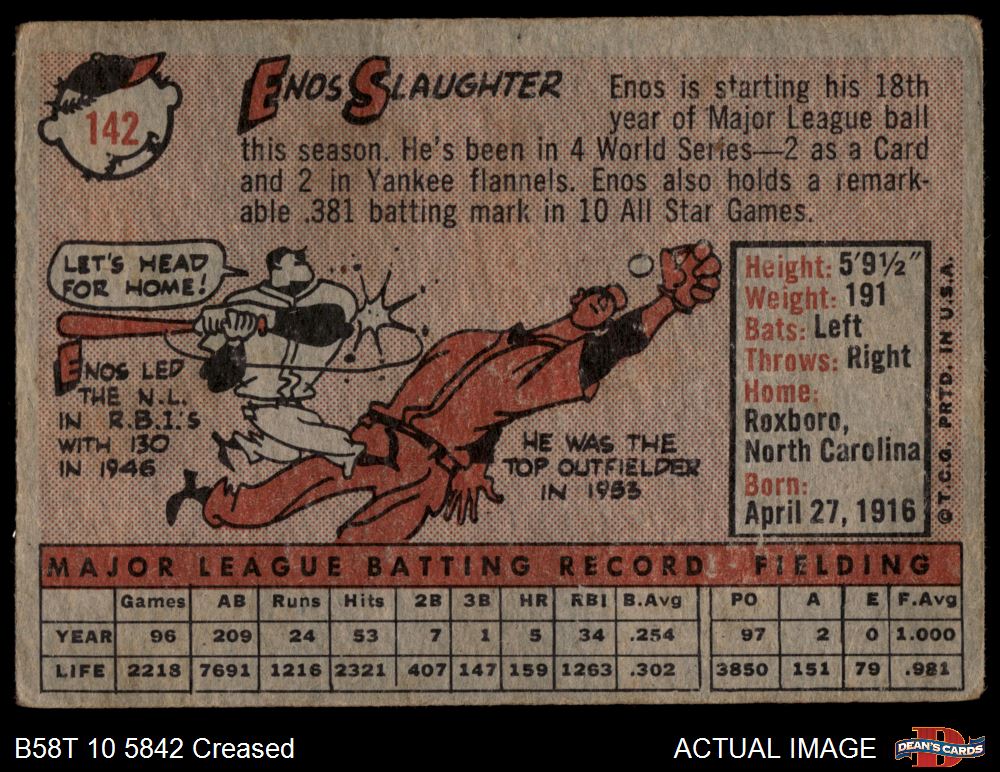 142
ENOS SLAUGHTER
Enos is starting his 18th
year of Major League ball
this season. He's been in 4 World Series—2 as a Card
and 2 in Yankee flannels. Enos also holds a remark-
able .381 batting mark in 10 All Star Games.
LET'S HEAD
FOR HOME!
ENOS LED
THE N.L.
IN R.B.I.'S
WITH 130
IN 1946
HE WAS THE
TOP OUTFIELDER
IN 1953
Height: 5'9½"
Weight: 191
Bats: Left
Throws: Right
Home:
Roxboro,
North Carolina
Born:
April 27, 1916
© T.C.G. PRTD. IN U.S.A.
MAJOR LEAGUE BATTING RECORD FIELDING
Games AB Runs Hits 2B 3B HR RBI B.Avg PO A E F.Avg
YEAR 96 209 24 53 7 1 5 34 .254 97 2 0 1.000
LIFE 2218 7691 1216 2321 407 147 159 1263 .302 3850 151 79 .981
B58T 10 5842 Creased
ACTUAL IMAGE
DEAN'S CARDS